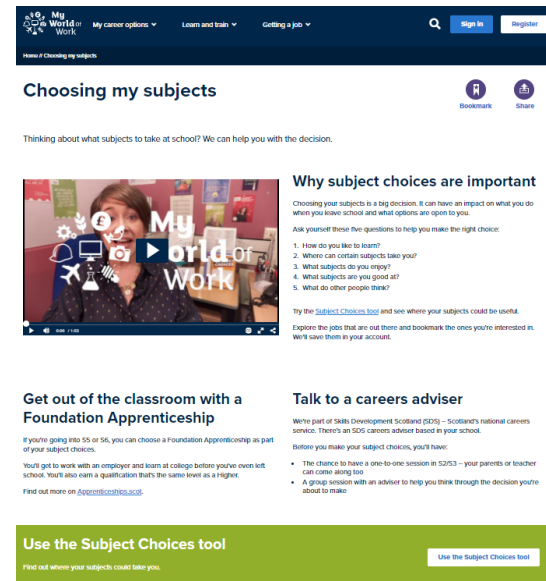 My
World of
Work
My career options
Learn and train
Getting a job
Sign in
Register
Home // Choosing my subjects
Choosing my subjects
Bookmark
Share
Thinking about what subjects to take at school? We can help you with the decision.
My
World of
Work
0:00 / 1:03
Why subject choices are important
Choosing your subjects is a big decision. It can have an impact on what you do
when you leave school and what options are open to you.
Ask yourself these five questions to help you make the right choice:
1. How do you like to learn?
2. Where can certain subjects take you?
3. What subjects do you enjoy?
4. What subjects are you good at?
5. What do other people think?
Try the Subject Choices tool and see where your subjects could be useful.
Explore the jobs that are out there and bookmark the ones you're interested in.
We'll save them in your account.
Get out of the classroom with a
Foundation Apprenticeship
If you're going into S5 or S6, you can choose a Foundation Apprenticeship as part
of your subject choices.
You'll get to work with an employer and learn at college before you've even left
school. You'll also earn a qualification that's the same level as a Higher.
Find out more on Apprenticeships.scot.
Talk to a careers adviser
We're part of Skills Development Scotland (SDS) – Scotland's national careers
service. There's an SDS careers adviser based in your school.
Before you make your subject choices, you'll have:
• The chance to have a one-to-one session in S2/S3 – your parents or teacher
can come along too
• A group session with an adviser to help you think through the decision you're
about to make
Use the Subject Choices tool
Find out where your subjects could take you.
Use the Subject Choices tool